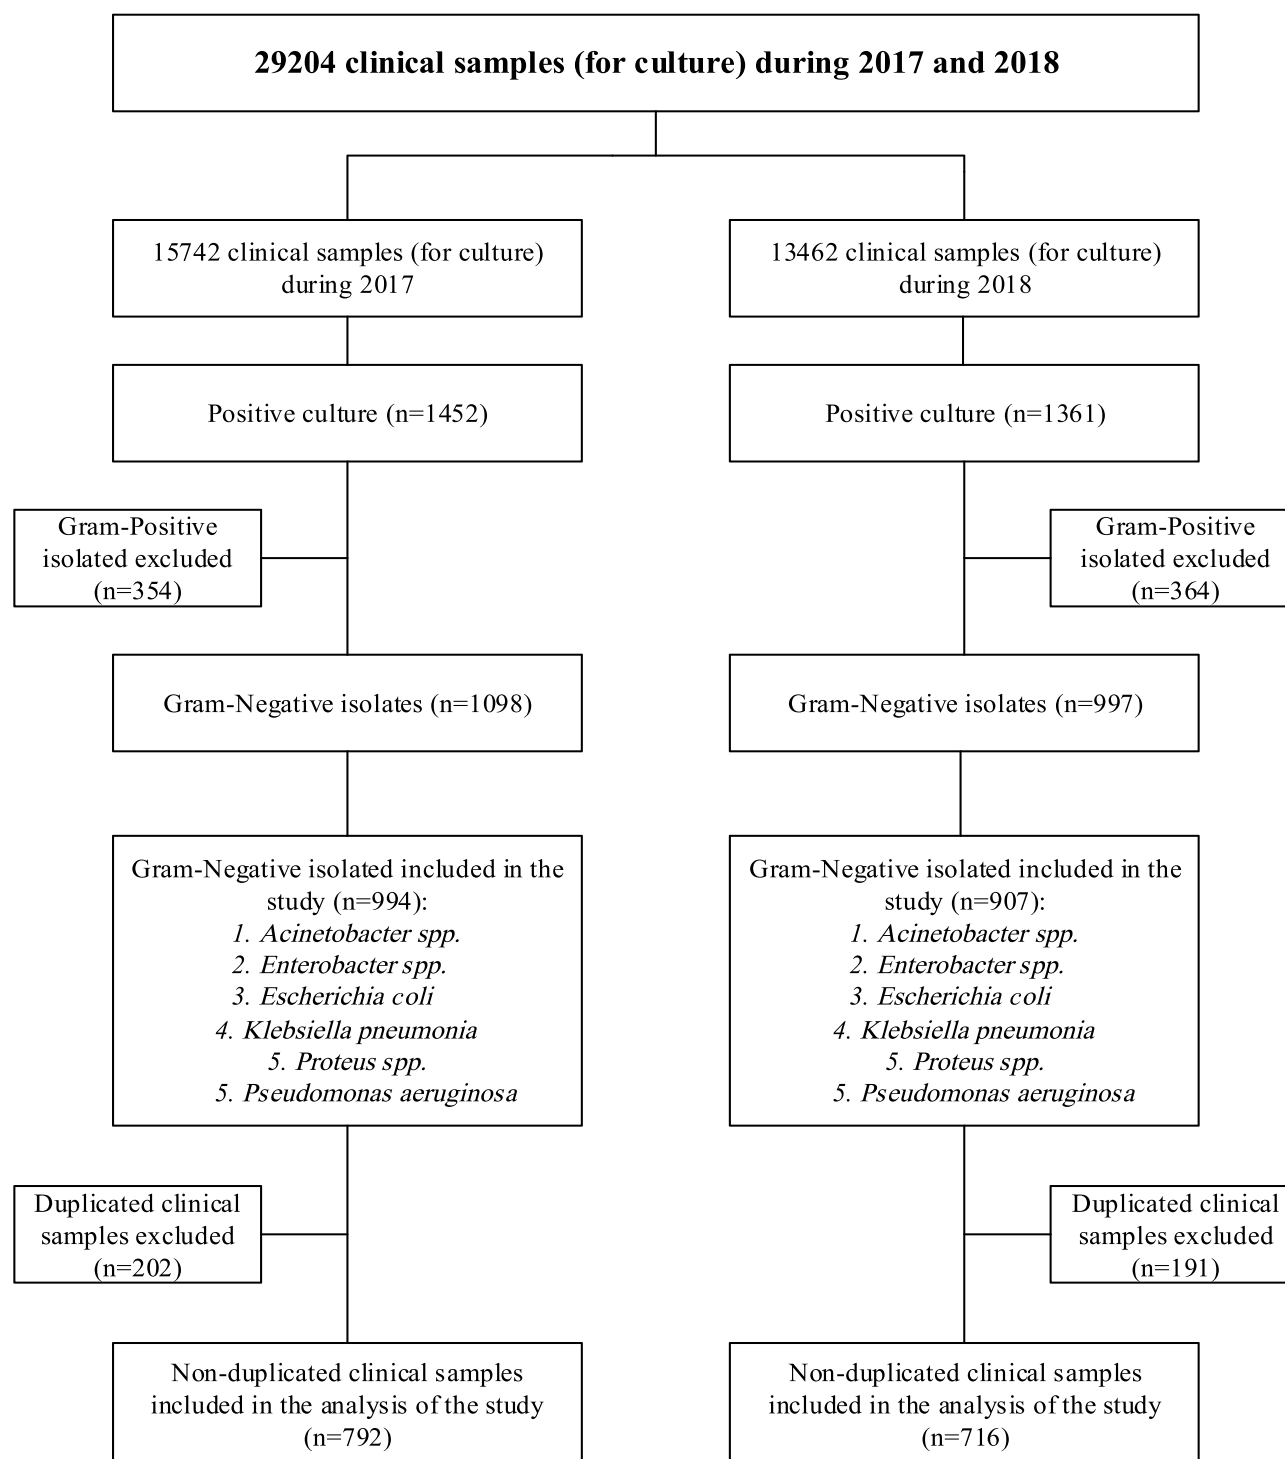 29204 clinical samples (for culture) during 2017 and 2018
15742 clinical samples (for culture)
during 2017
13462 clinical samples (for culture)
during 2018
Positive culture (n=1452)
Positive culture (n=1361)
Gram-Positive
isolated excluded
(n=354)
Gram-Positive
isolated excluded
(n=364)
Gram-Negative isolates (n=1098)
Gram-Negative isolates (n=997)
Gram-Negative isolated included in the
study (n=994):
1. Acinetobacter spp.
2. Enterobacter spp.
3. Escherichia coli
4. Klebsiella pneumonia
5. Proteus spp.
5. Pseudomonas aeruginosa
Gram-Negative isolated included in the
study (n=907):
1. Acinetobacter spp.
2. Enterobacter spp.
3. Escherichia coli
4. Klebsiella pneumonia
5. Proteus spp.
5. Pseudomonas aeruginosa
Duplicated clinical
samples excluded
(n=202)
Duplicated clinical
samples excluded
(n=191)
Non-duplicated clinical samples
included in the analysis of the study
(n=792)
Non-duplicated clinical samples
included in the analysis of the study
(n=716)